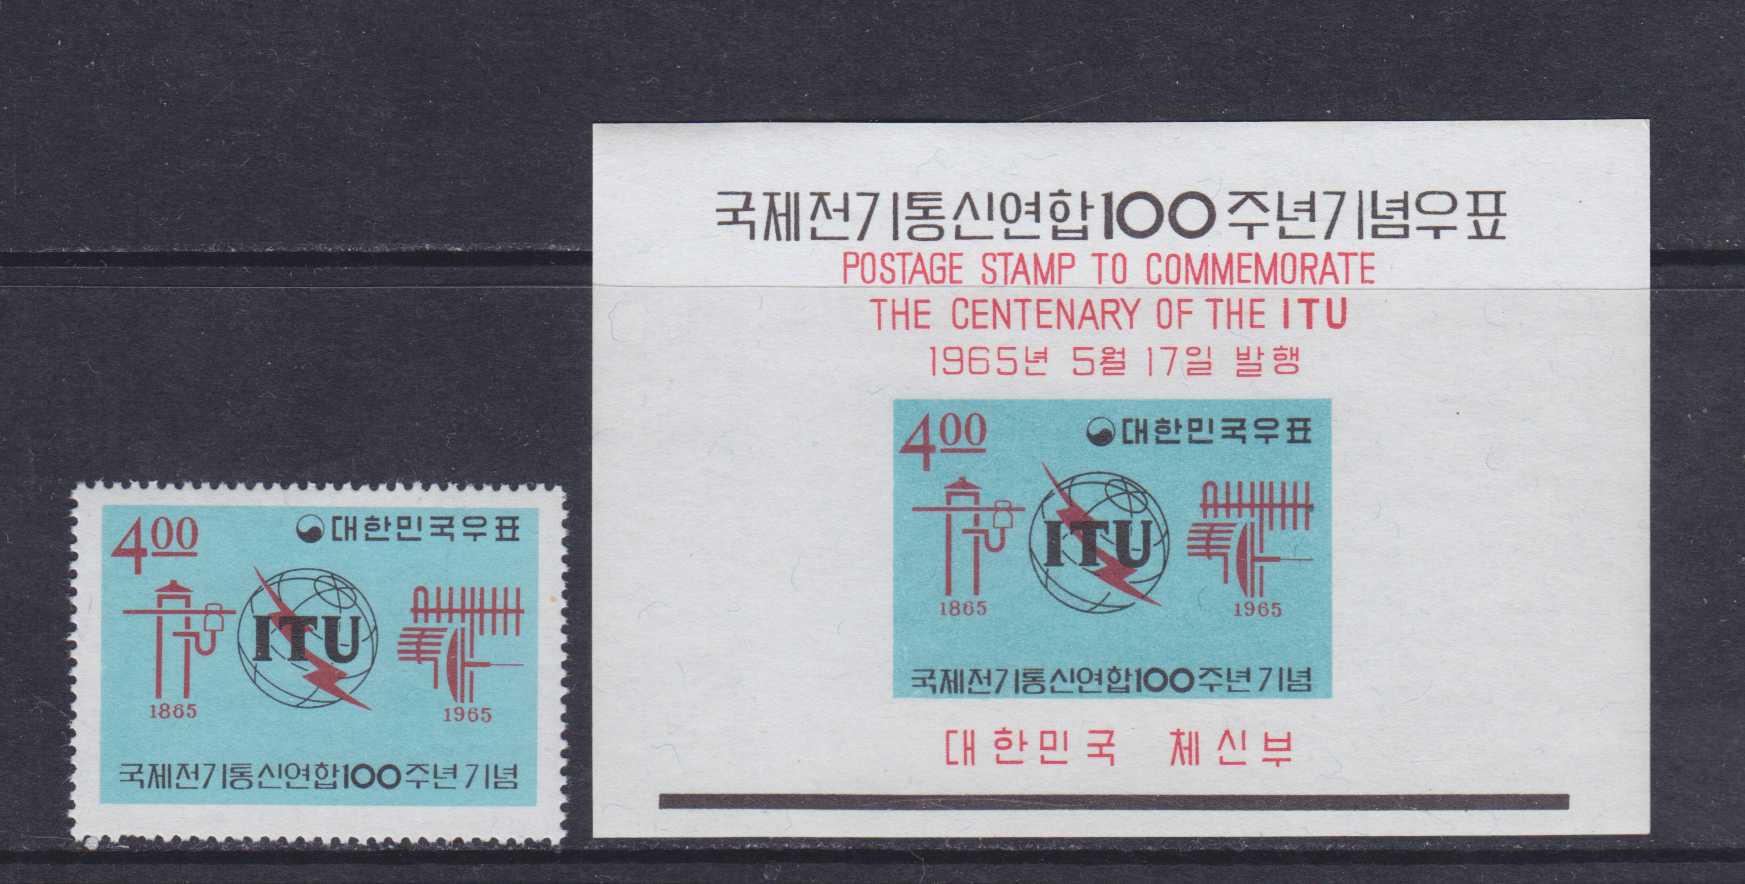 400 대한민국우표
ITU
1865 1965
국제전기통신연합100주년기념
국제전기통신연합100주년기념우표
POSTAGE STAMP TO COMMEMORATE
THE CENTENARY OF THE ITU
1965년 5월 17일 발행
400 대한민국우표
ITU
1865 1965
국제전기통신연합100주년기념
대한민국 체신부